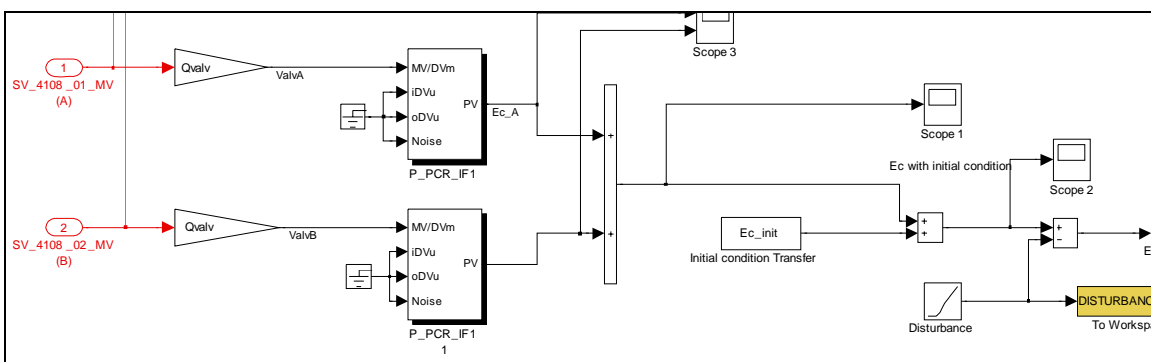 Scope 3
1
Qvalv
ValvA
SV_4108 _01_MV
(A)
MV/DVm
iDVu
oDVu
Noise
PV
Ec_A
P_PCR_IF1
+
+
Scope 1
Ec with initial condition
Scope 2
2
Qvalv
ValvB
SV_4108 _02_MV
(B)
MV/DVm
iDVu
oDVu
Noise
PV
P_PCR_IF1
1
Ec_init
Initial condition Transfer
+
+
+
−
E
Disturbance
DISTURBANC
To Workspa